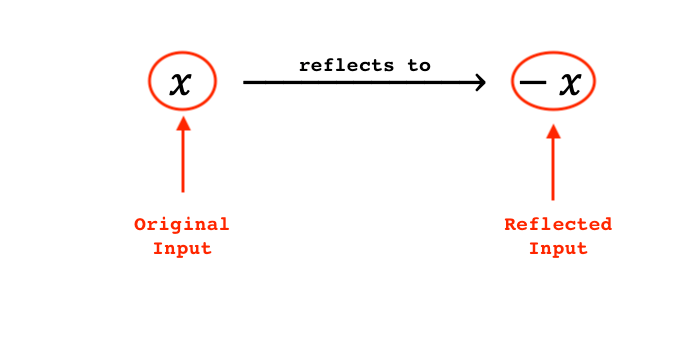 reflects to
x
− x
Original
Input
Reflected
Input